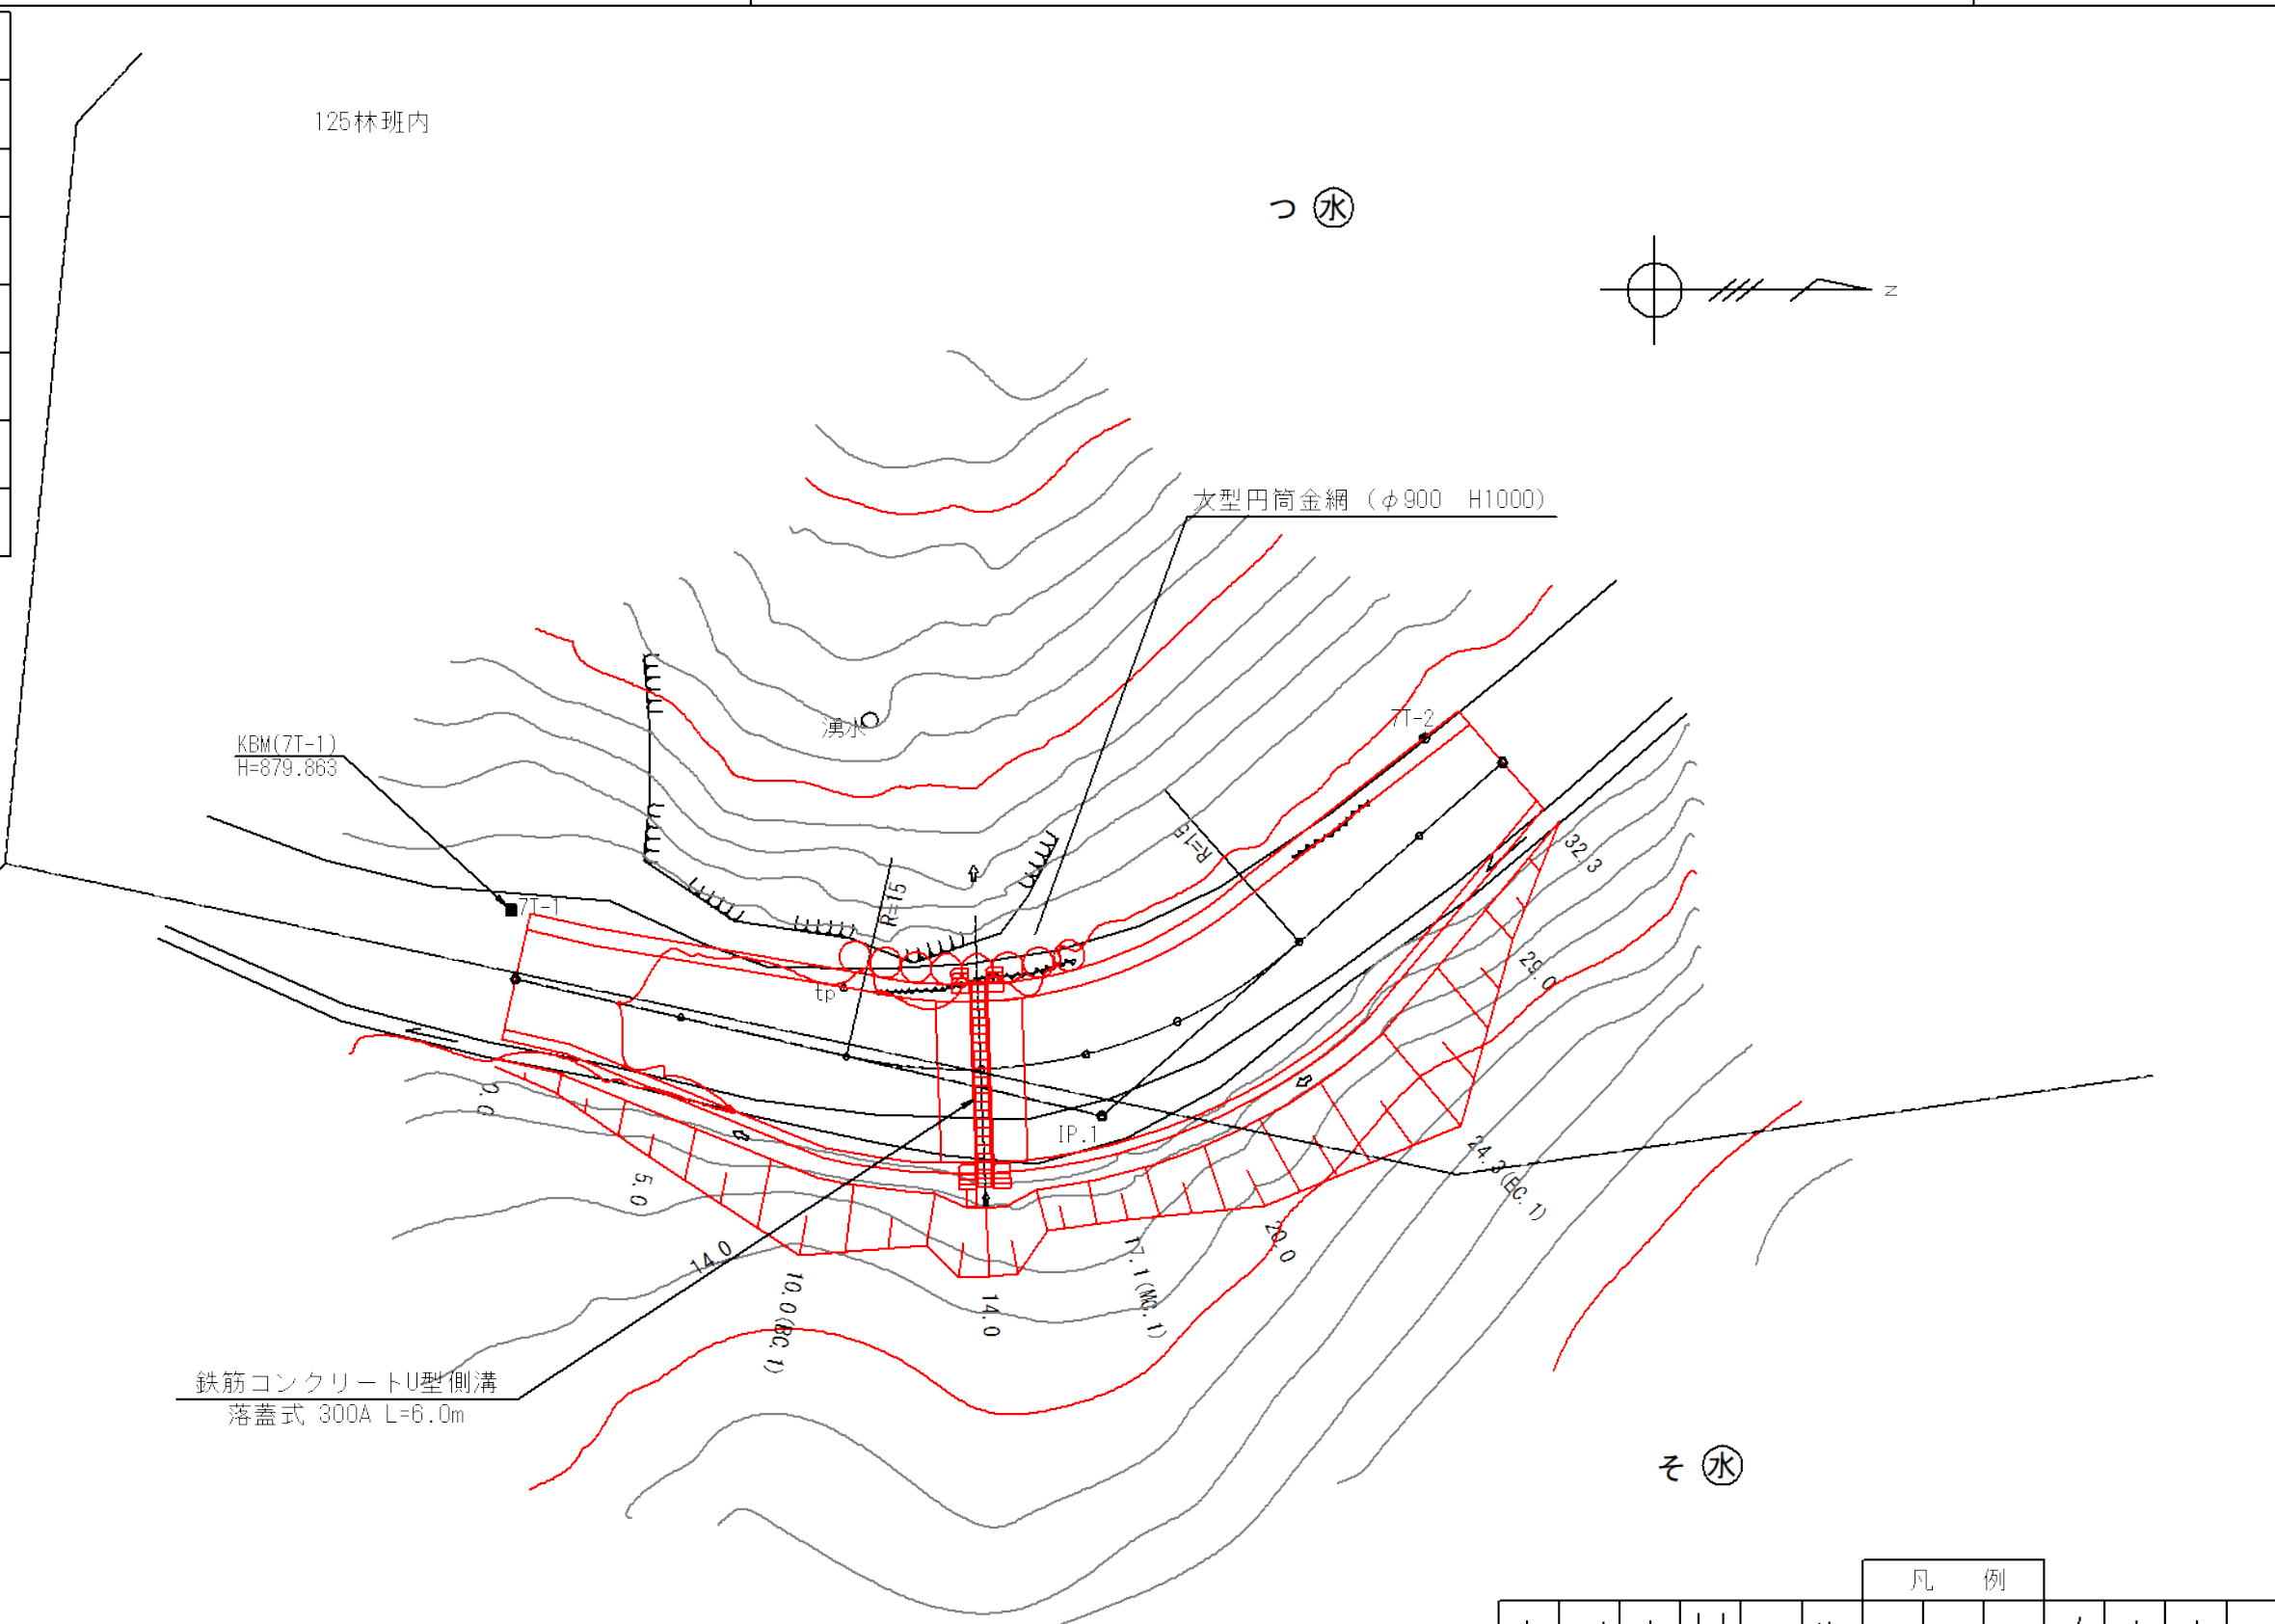 125林班内
つ ㊌
N
大型円筒金網 (φ900 H1000)
7T-2
湧水
KBM(7T-1)
H=879.863
R=15
32.3
7T-1
R=15
29.0
tp
0.0
IP.1
5.0
24.3(EC.1)
20.0
14.0
17.1(MC.1)
10.0(BC.1)
14.0
鉄筋コンクリートU型側溝
落蓋式 300A L=6.0m
そ ㊌
凡 例